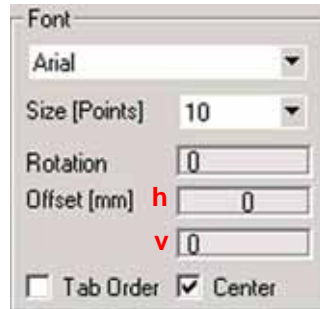 Font
Arial
Size [Points] 10
Rotation 0
Offset [mm] h 0
v 0
Tab Order Center